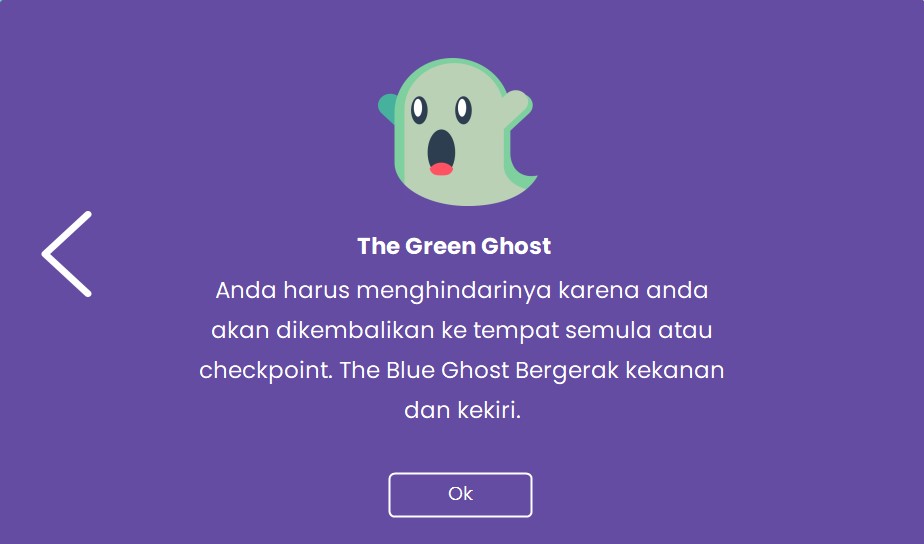 The Green Ghost
Anda harus menghindarinya karena anda
akan dikembalikan ke tempat semula atau
checkpoint. The Blue Ghost Bergerak kekanan
dan kekiri.
Ok